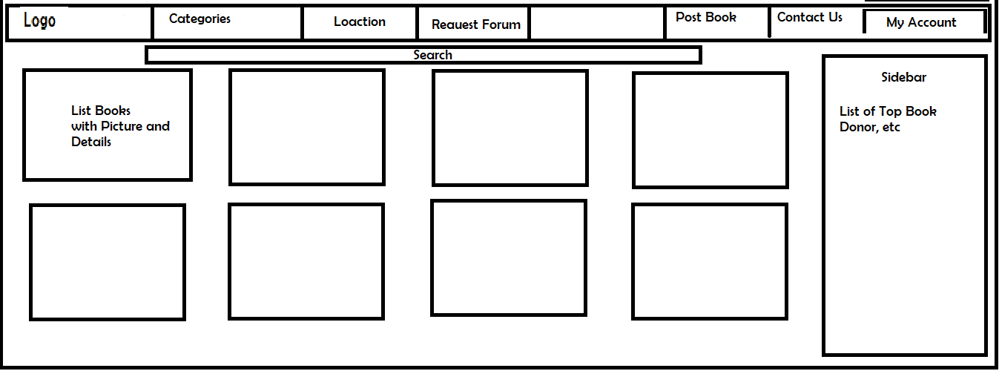 Logo
Categories
Loaction
Reauest Forum
Post Book
Contact Us
My Account
Search
List Books
with Picture and
Details
Sidebar
List of Top Book
Donor, etc